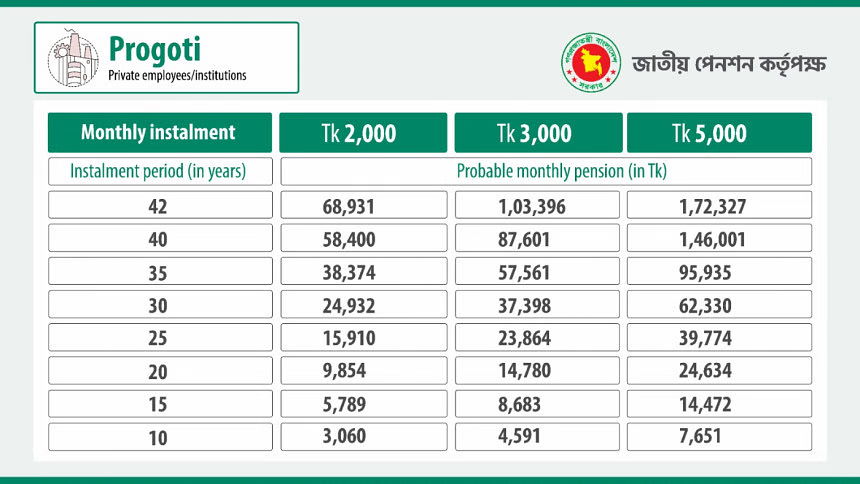 Progoti
Private employees/institutions
গণপ্রজাতন্ত্রী বাংলাদেশ
সরকার
জাতীয় পেনশন কর্তৃপক্ষ
Monthly instalment Tk 2,000 Tk 3,000 Tk 5,000
Instalment period (in years) Probable monthly pension (in Tk)
42 68,931 1,03,396 1,72,327
40 58,400 87,601 1,46,001
35 38,374 57,561 95,935
30 24,932 37,398 62,330
25 15,910 23,864 39,774
20 9,854 14,780 24,634
15 5,789 8,683 14,472
10 3,060 4,591 7,651